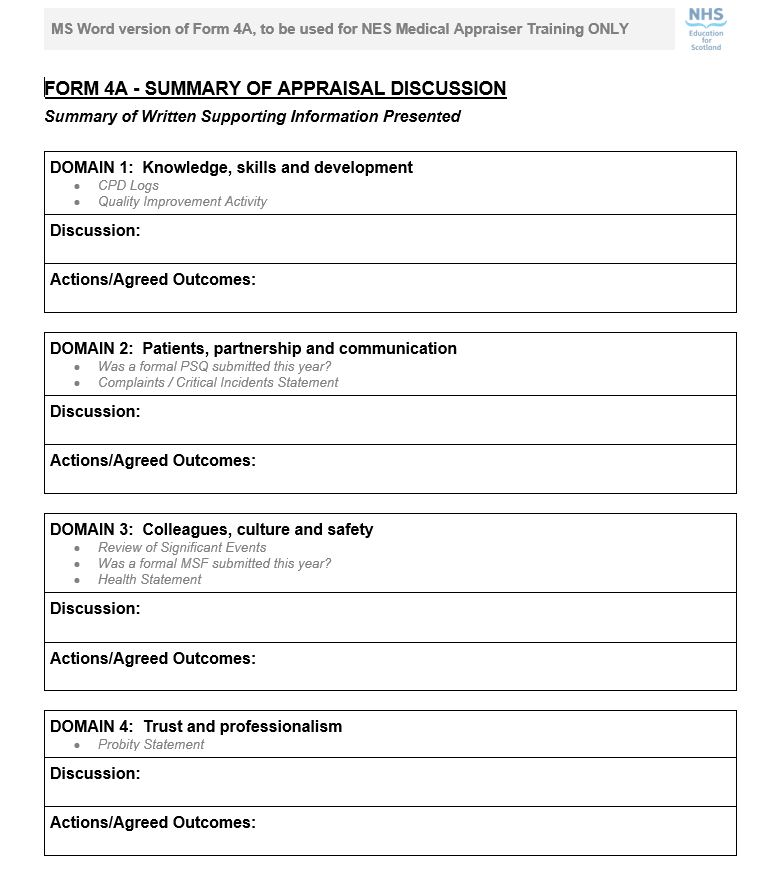 MS Word version of Form 4A, to be used for NES Medical Appraiser Training ONLY
NHS
Education
for
Scotland
FORM 4A - SUMMARY OF APPRAISAL DISCUSSION
Summary of Written Supporting Information Presented
DOMAIN 1:  Knowledge, skills and development
• CPD Logs
• Quality Improvement Activity
Discussion:
Actions/Agreed Outcomes:
DOMAIN 2:  Patients, partnership and communication
• Was a formal PSQ submitted this year?
• Complaints / Critical Incidents Statement
Discussion:
Actions/Agreed Outcomes:
DOMAIN 3:  Colleagues, culture and safety
• Review of Significant Events
• Was a formal MSF submitted this year?
• Health Statement
Discussion:
Actions/Agreed Outcomes:
DOMAIN 4:  Trust and professionalism
• Probity Statement
Discussion:
Actions/Agreed Outcomes: